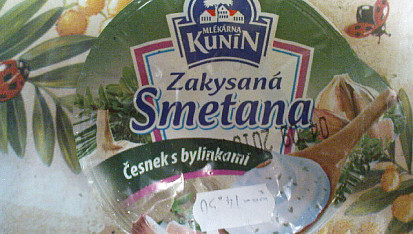 MLÉKÁRNA
KUNÍN
Zakysaná
Smetana
Česnek s bylinkami